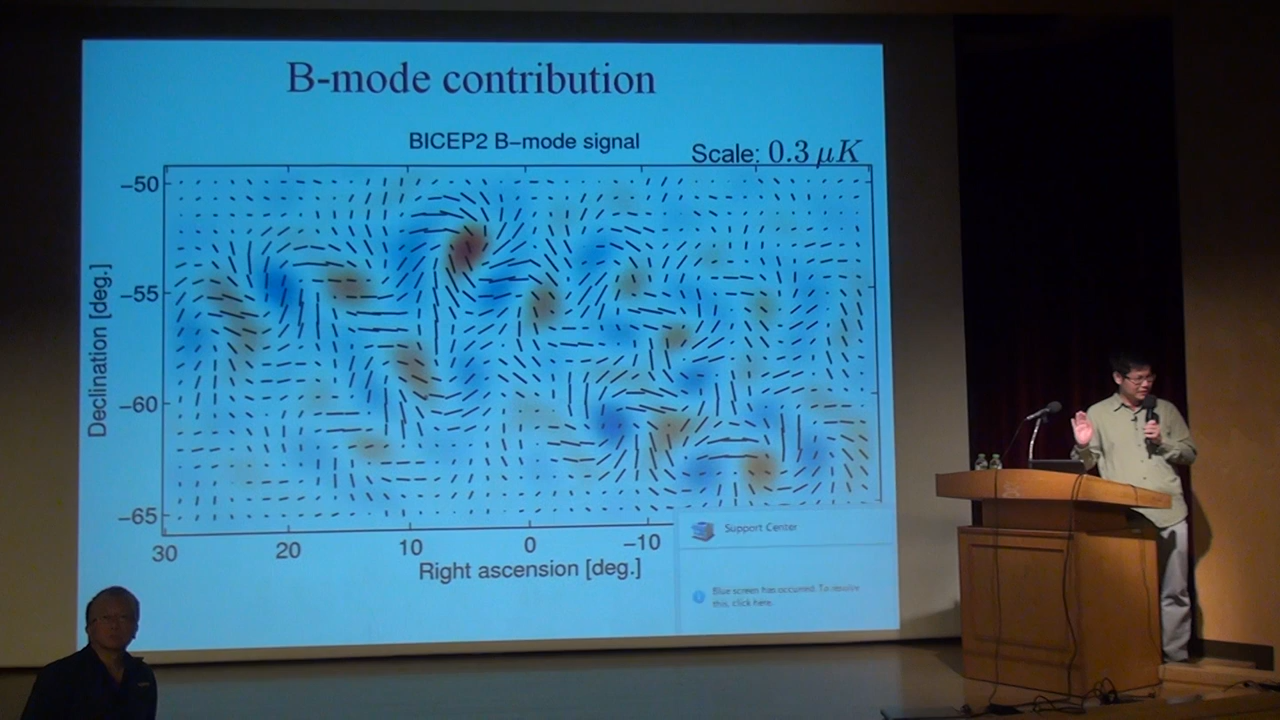 B-mode contribution
BICEP2 B−mode signal
Scale: 0.3 μK
−50
−55
−60
−65
Declination [deg.]
30
20
10
0
−10
Right ascension [deg.]
Support Center
Blue screen has occurred. To resolve
this, click here.